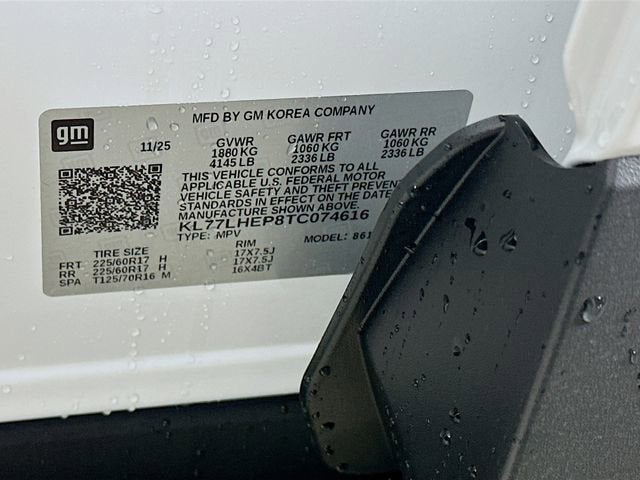 MFD BY GM KOREA COMPANY
gm
11/25 GVWR GAWR FRT GAWR RR
1880 KG 1060 KG 1060 KG
4145 LB 2336 LB 2336 LB
THIS VEHICLE CONFORMS TO ALL
APPLICABLE U.S. FEDERAL MOTOR
VEHICLE SAFETY AND THEFT PREVEN
STANDARDS IN EFFECT ON THE DATE
MANUFACTURE SHOWN ABOVE.
KL77LHEP8TC074616
TYPE: MPV MODEL: 861
TIRE SIZE RIM
FRT 225/60R17 H 17X7.5J
RR 225/60R17 H 17X7.5J
SPA T125/70R16 M 16X4BT